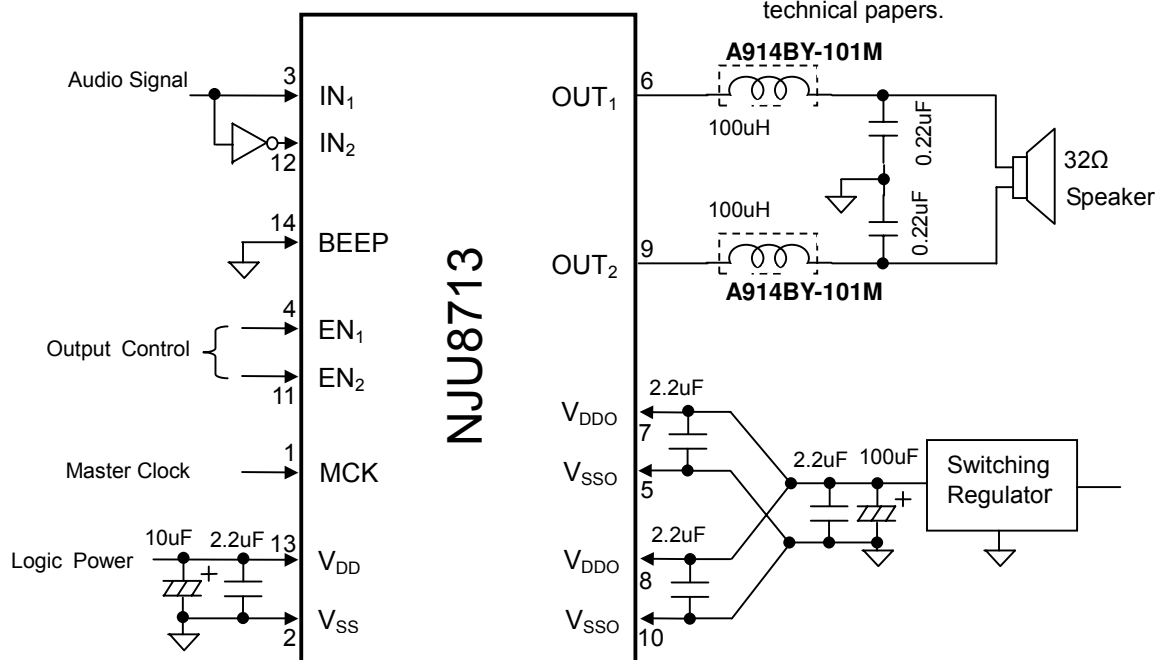 technical papers.
A914BY-101M
Audio Signal
3
IN1
OUT1
6
100uH
0.22uF
IN2
12
32Ω
Speaker
14
BEEP
100uH
0.22uF
9
OUT2
A914BY-101M
NJU8713
4
EN1
Output Control
EN2
11
2.2uF
VDDO
7
1
Master Clock
MCK
VSSO
5
2.2uF
100uF
+
Switching
Regulator
10uF
2.2uF
13
Logic Power
VDD
+
2.2uF
VDDO
8
VSS
2
VSSO
10